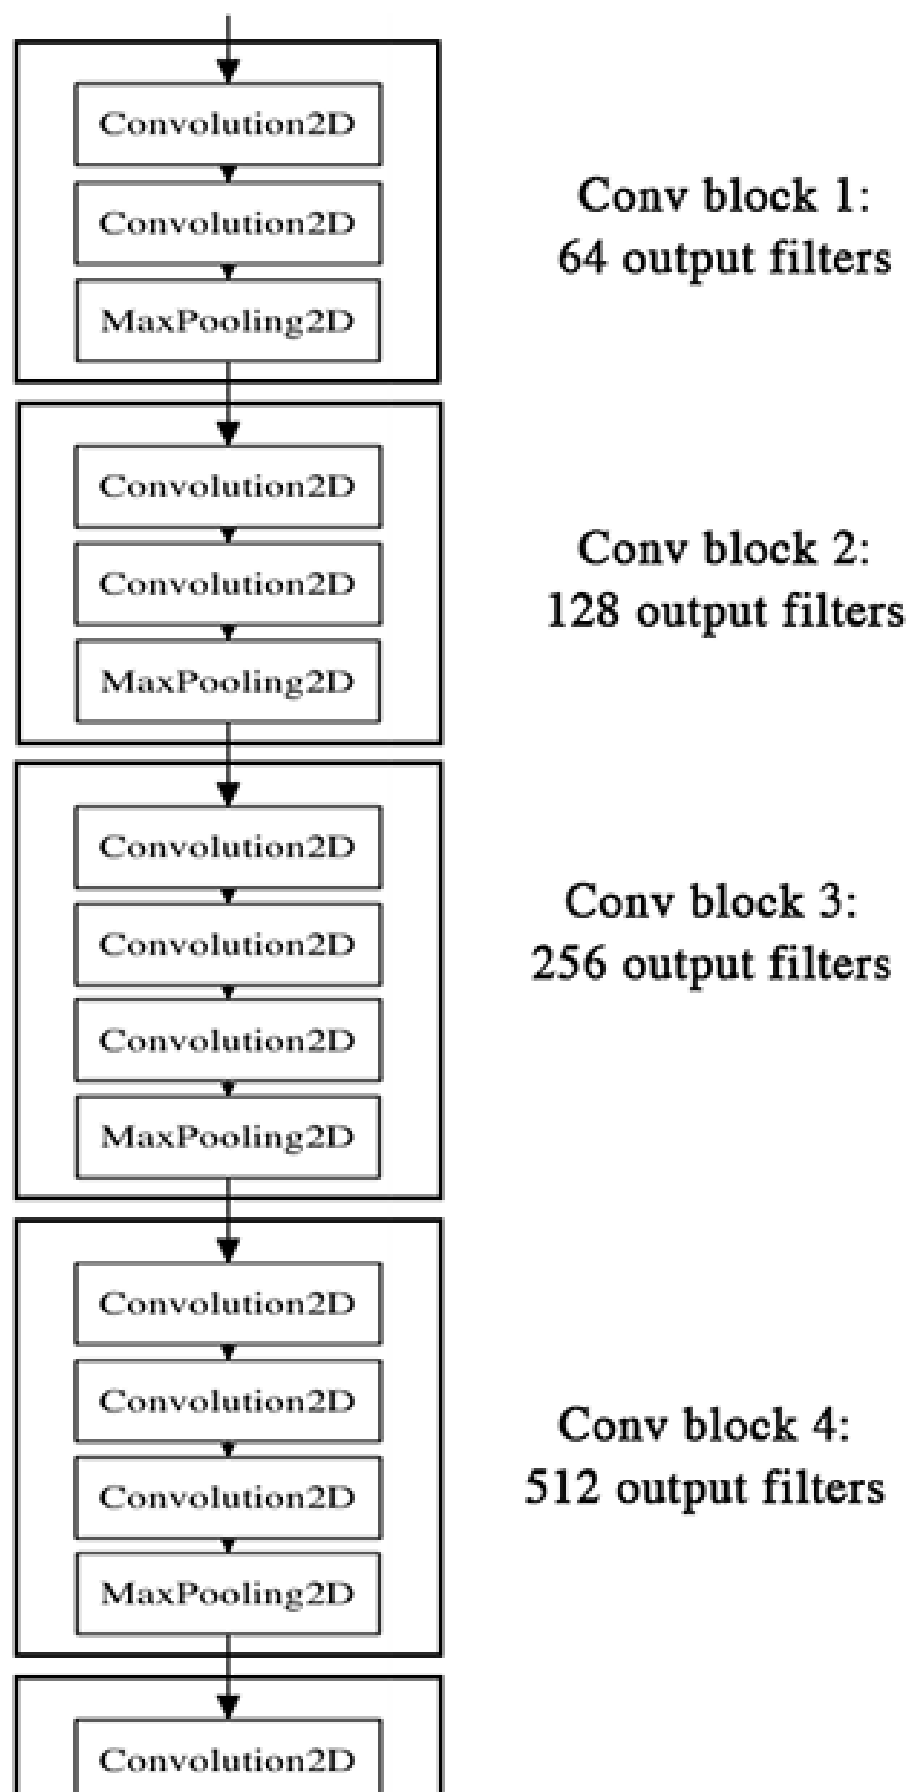 Convolution2D
Convolution2D
MaxPooling2D
Conv block 1:
64 output filters
Convolution2D
Convolution2D
MaxPooling2D
Conv block 2:
128 output filters
Convolution2D
Convolution2D
Convolution2D
MaxPooling2D
Conv block 3:
256 output filters
Convolution2D
Convolution2D
Convolution2D
MaxPooling2D
Conv block 4:
512 output filters
Convolution2D